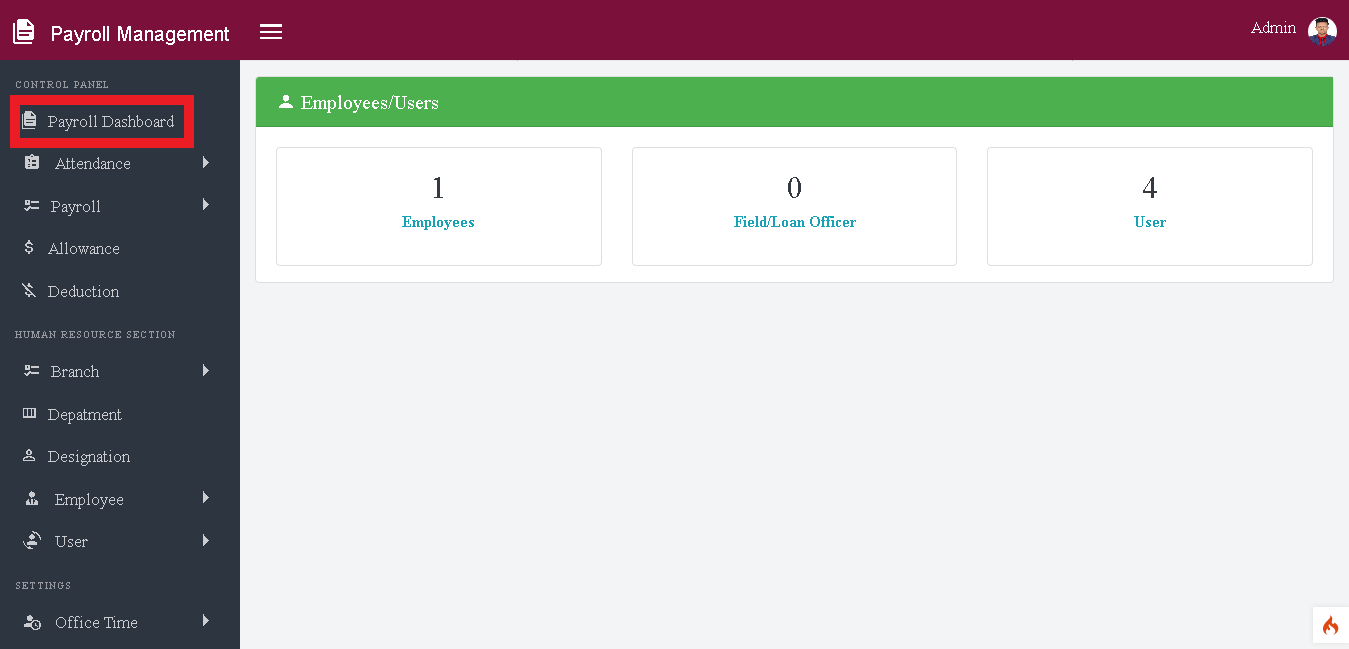 Payroll Management
Admin
CONTROL PANEL
Payroll Dashboard
Attendance
Payroll
Allowance
Deduction
HUMAN RESOURCE SECTION
Branch
Depatment
Designation
Employee
User
SETTINGS
Office Time
Employees/Users
1
Employees
0
Field/Loan Officer
4
User